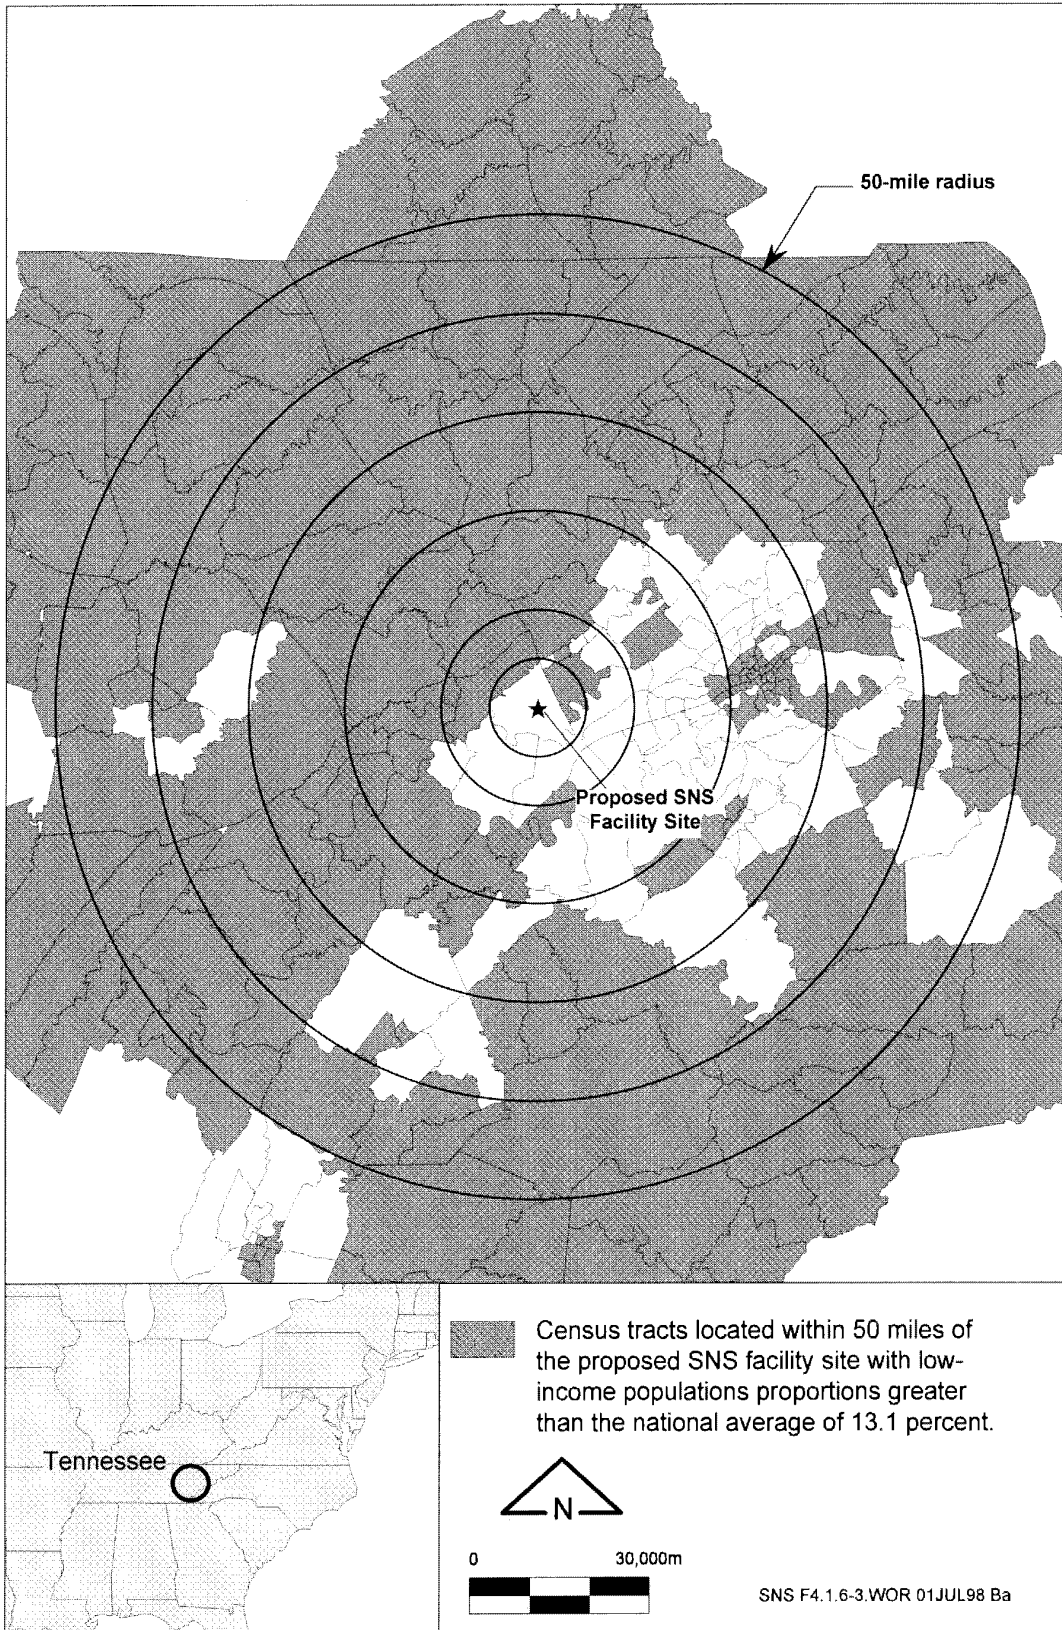 50-mile radius
Proposed SNS
Facility Site
Census tracts located within 50 miles of
the proposed SNS facility site with low-
income populations proportions greater
than the national average of 13.1 percent.
Tennessee
N
0 30,000m
SNS F4.1.6-3.WOR 01JUL98 Ba